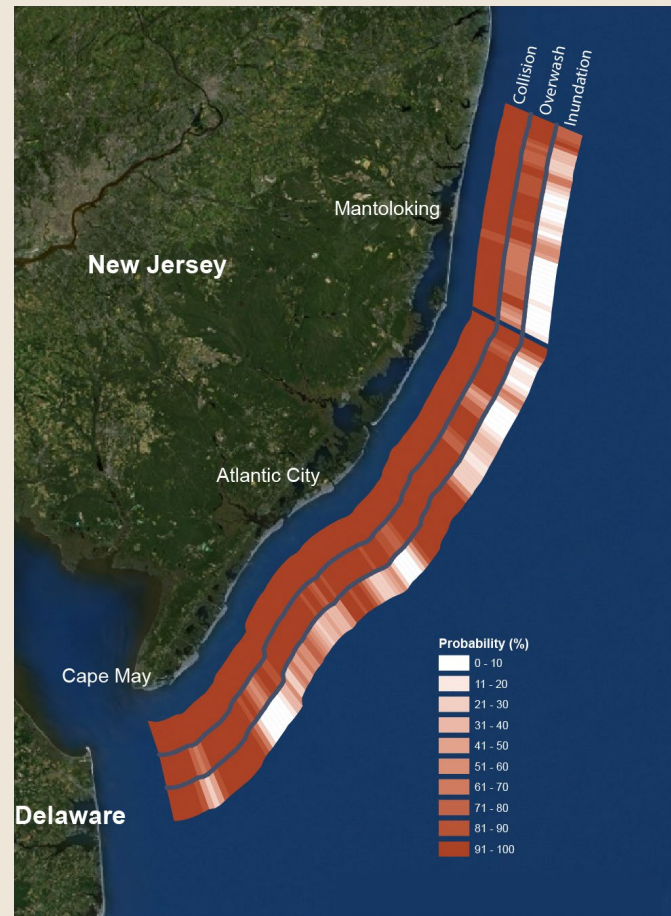 Collision
Overwash
Inundation
Mantoloking
New Jersey
Atlantic City
Cape May
Delaware
Probability (%)
0 - 10
11 - 20
21 - 30
31 - 40
41 - 50
51 - 60
61 - 70
71 - 80
81 - 90
91 - 100